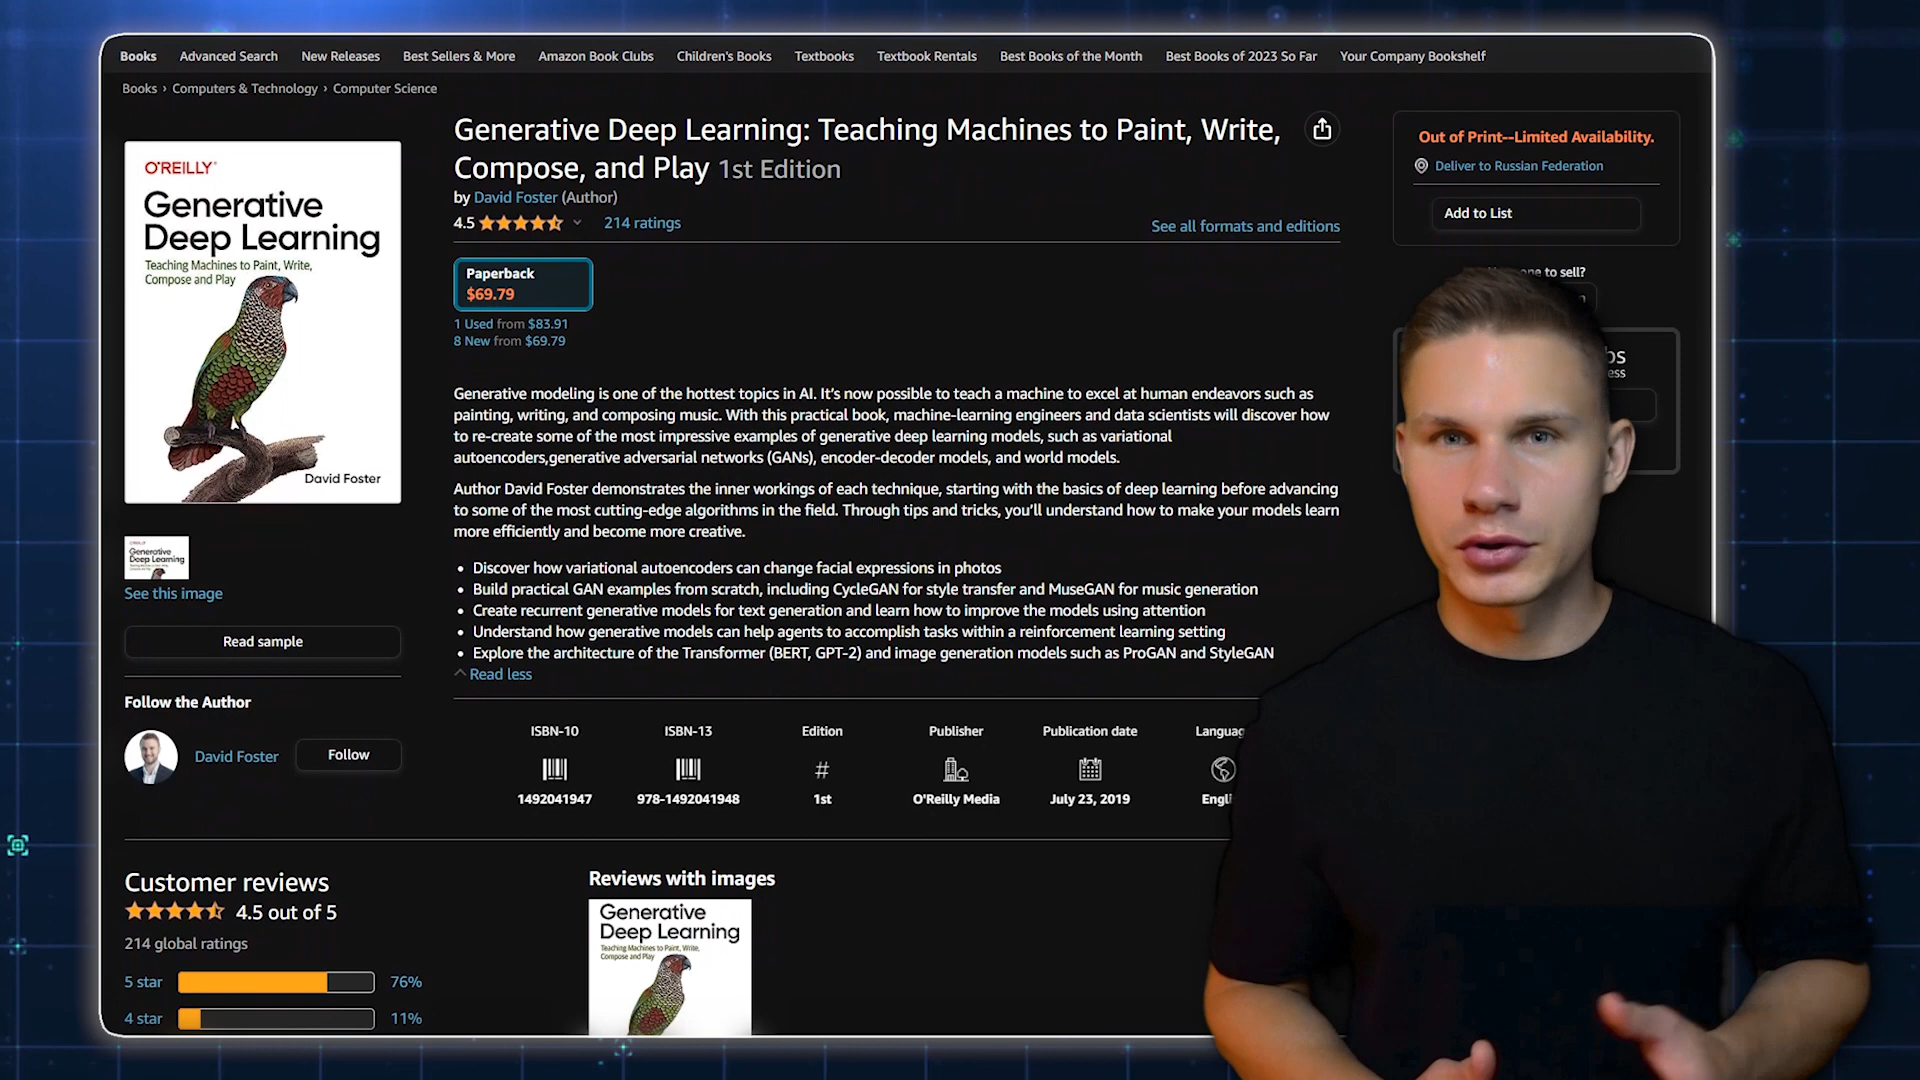 Books Advanced Search New Releases Best Sellers & More Amazon Book Clubs Children's Books Textbooks Textbook Rentals Best Books of the Month Best Books of 2023 So Far Your Company Bookshelf
Books › Computers & Technology › Computer Science
O'REILLY®
Generative
Deep Learning
Teaching Machines to Paint, Write,
Compose and Play
David Foster
Generative
Deep Learning
See this image
Read sample
Follow the Author
David Foster
Follow
Generative Deep Learning: Teaching Machines to Paint, Write,
Compose, and Play 1st Edition
by David Foster (Author)
4.5 214 ratings
See all formats and editions
Paperback
$69.79
1 Used from $83.91
8 New from $69.79
Generative modeling is one of the hottest topics in AI. It's now possible to teach a machine to excel at human endeavors such as
painting, writing, and composing music. With this practical book, machine-learning engineers and data scientists will discover how
to re-create some of the most impressive examples of generative deep learning models, such as variational
autoencoders,generative adversarial networks (GANs), encoder-decoder models, and world models.
Author David Foster demonstrates the inner workings of each technique, starting with the basics of deep learning before advancing
to some of the most cutting-edge algorithms in the field. Through tips and tricks, you'll understand how to make your models learn
more efficiently and become more creative.
• Discover how variational autoencoders can change facial expressions in photos
• Build practical GAN examples from scratch, including CycleGAN for style transfer and MuseGAN for music generation
• Create recurrent generative models for text generation and learn how to improve the models using attention
• Understand how generative models can help agents to accomplish tasks within a reinforcement learning setting
• Explore the architecture of the Transformer (BERT, GPT-2) and image generation models such as ProGAN and StyleGAN
Read less
ISBN-10 ISBN-13 Edition Publisher Publication date
#
1492041947 978-1492041948 1st O'Reilly Media July 23, 2019
Out of Print--Limited Availability.
Deliver to Russian Federation
Add to List
to sell?
Customer reviews
4.5 out of 5
214 global ratings
5 star 76%
4 star 11%
Reviews with images
Generative
Deep Learning
Teaching Machines to Paint, Write,
Compose and Play